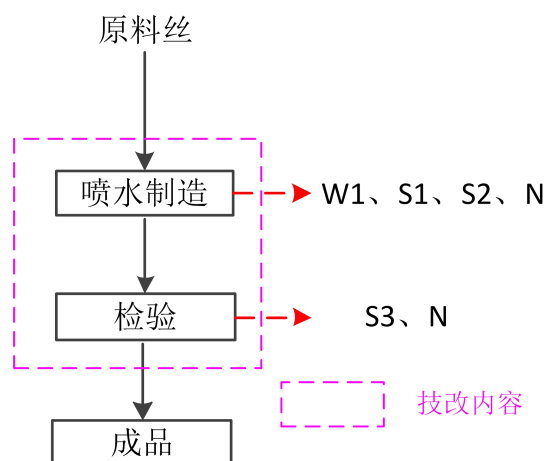 原料丝
喷水制造
W1、S1、S2、N
检验
S3、N
技改内容
成品